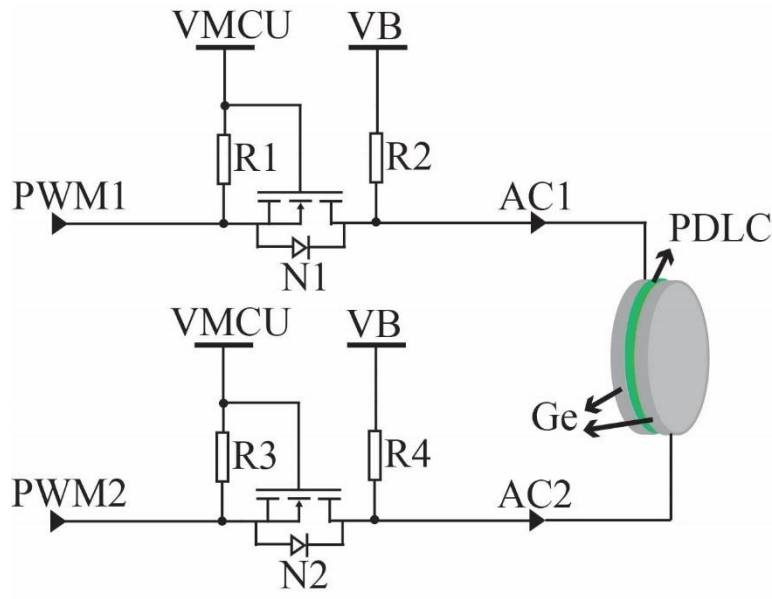 VMCU VB
R1 R2
PWM1 AC1
PDLC
N1
VMCU VB
Ge
R3 R4
PWM2 AC2
N2